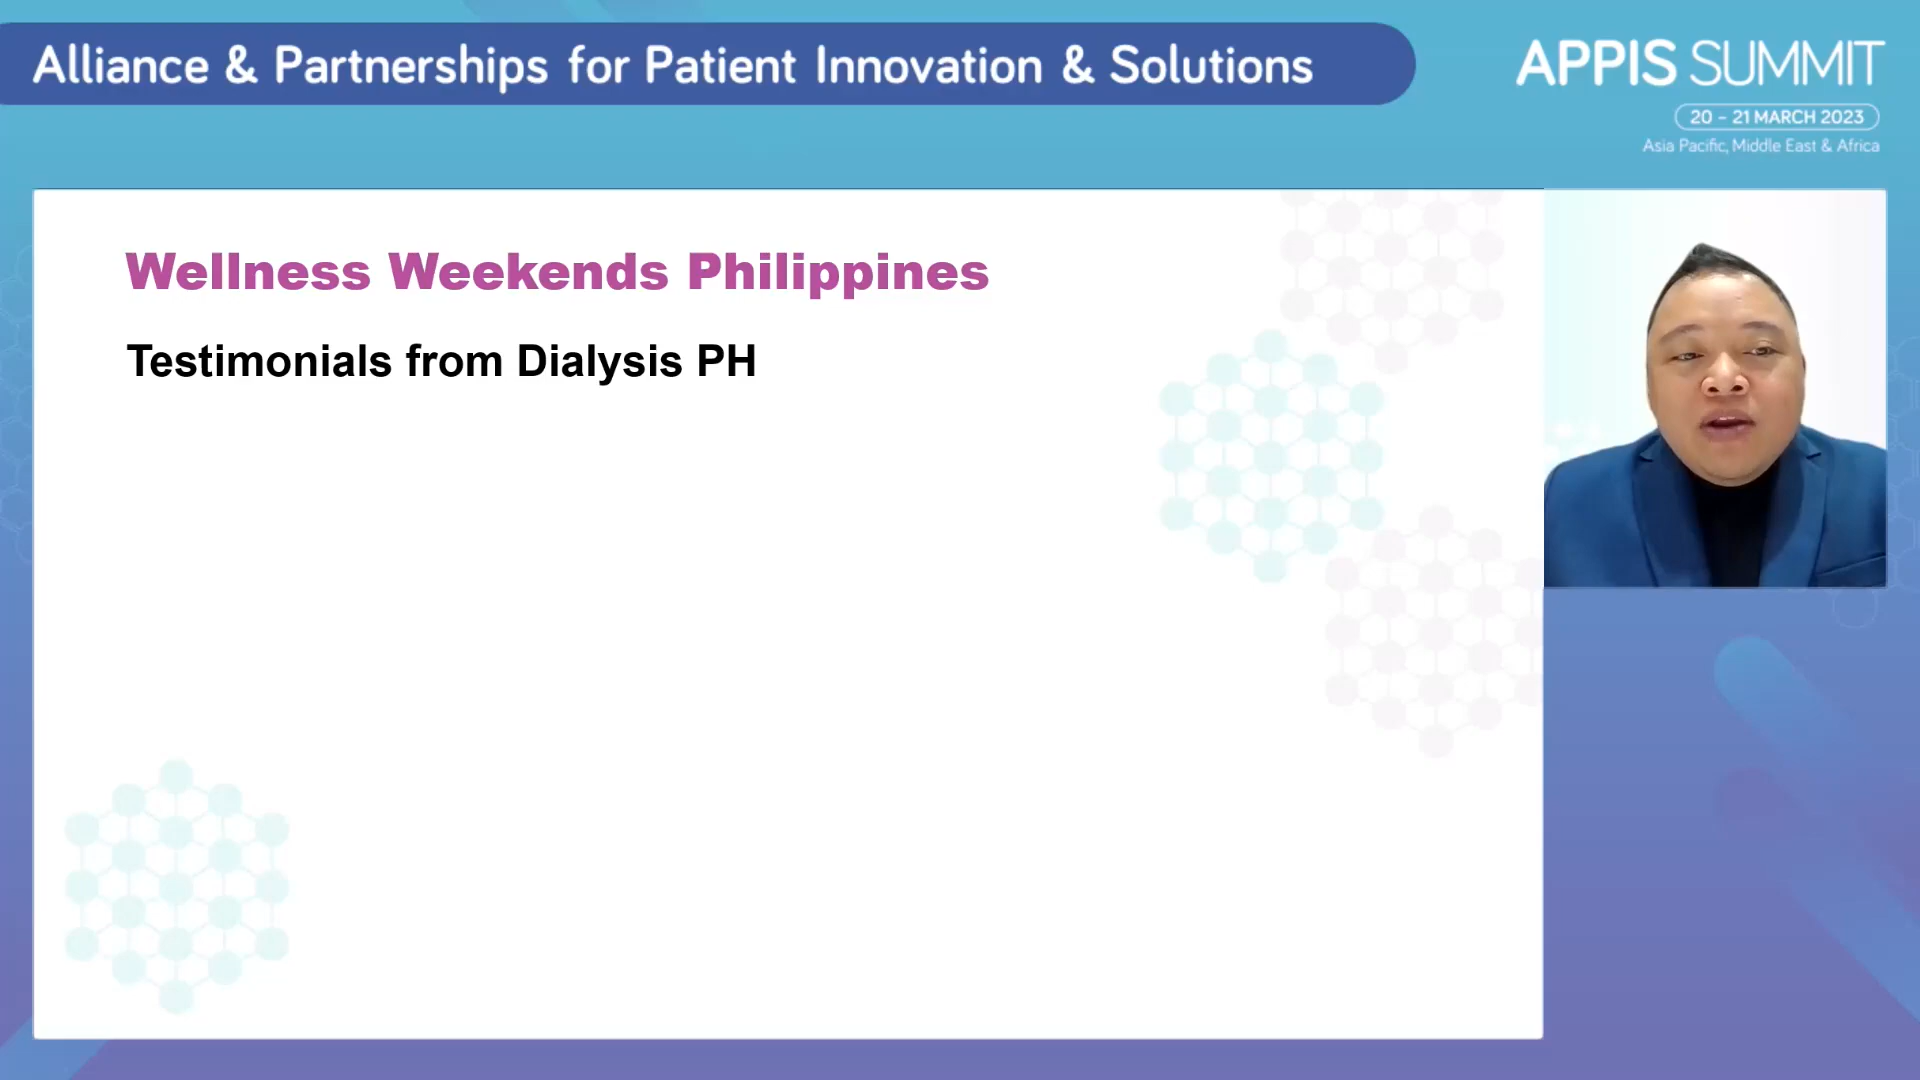 Alliance & Partnerships for Patient Innovation & Solutions
APPIS SUMMIT
20 – 21 MARCH 2023
Asia Pacific, Middle East & Africa
Wellness Weekends Philippines
Testimonials from Dialysis PH